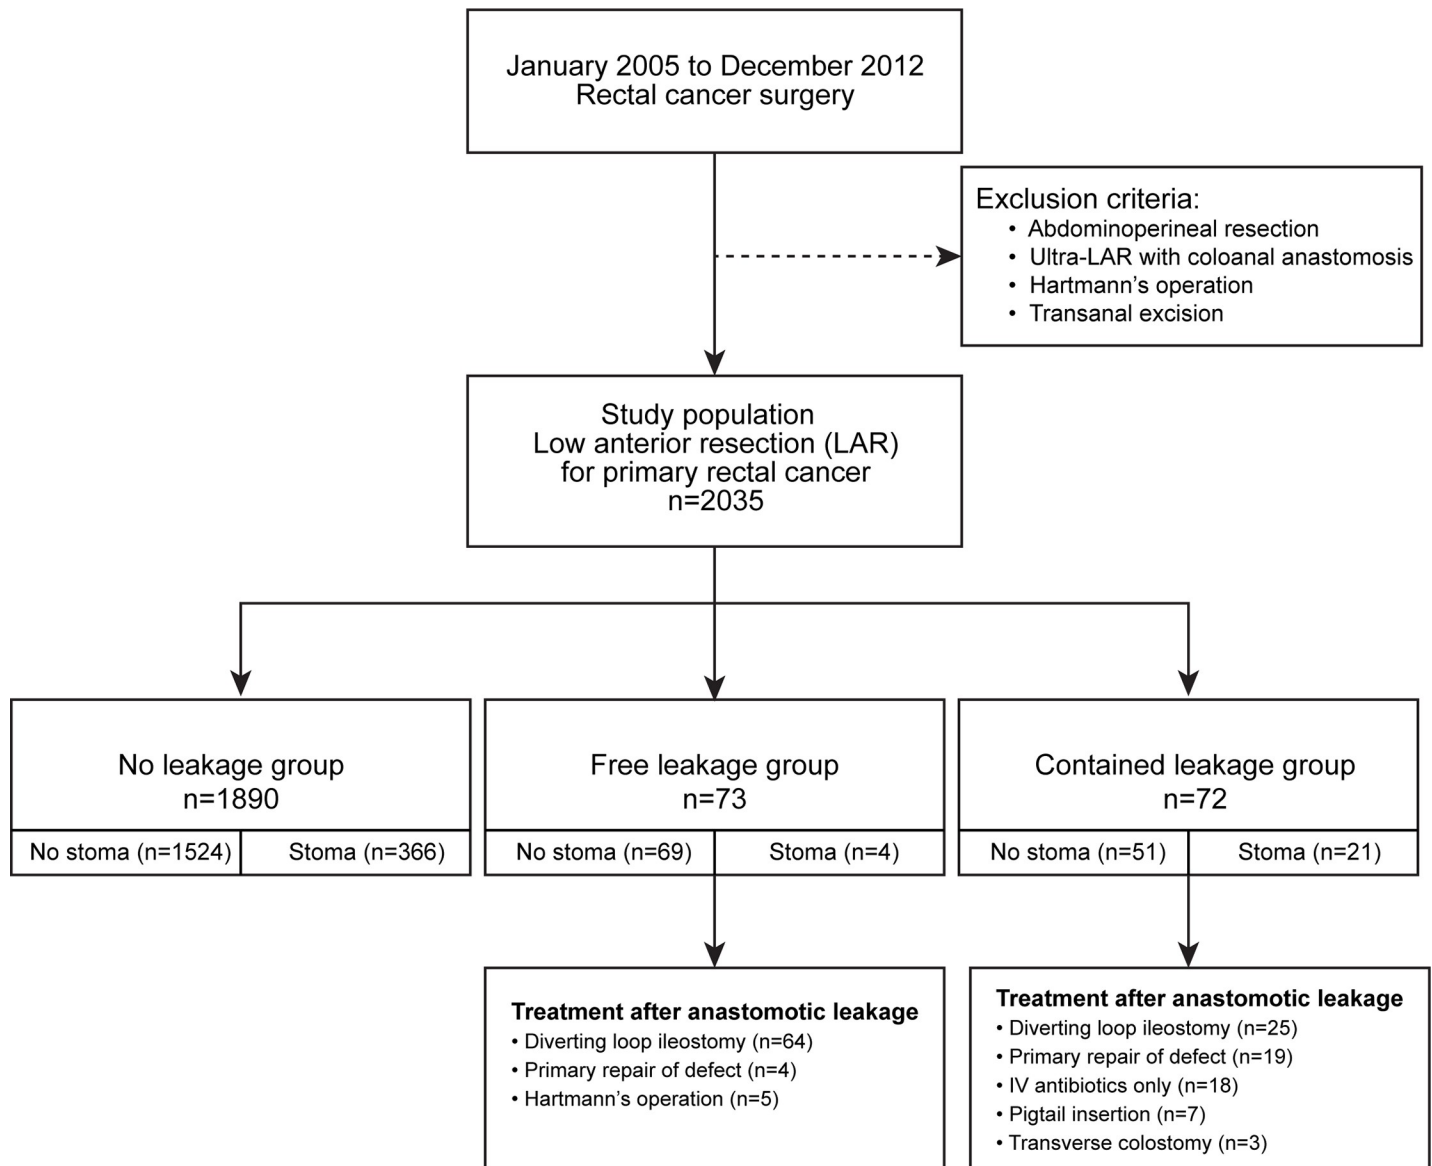 January 2005 to December 2012
Rectal cancer surgery
Exclusion criteria:
• Abdominoperineal resection
• Ultra-LAR with coloanal anastomosis
• Hartmann’s operation
• Transanal excision
Study population
Low anterior resection (LAR)
for primary rectal cancer
n=2035
No leakage group
n=1890
No stoma (n=1524)
Stoma (n=366)
Free leakage group
n=73
No stoma (n=69)
Stoma (n=4)
Contained leakage group
n=72
No stoma (n=51)
Stoma (n=21)
Treatment after anastomotic leakage
• Diverting loop ileostomy (n=64)
• Primary repair of defect (n=4)
• Hartmann’s operation (n=5)
Treatment after anastomotic leakage
• Diverting loop ileostomy (n=25)
• Primary repair of defect (n=19)
• IV antibiotics only (n=18)
• Pigtail insertion (n=7)
• Transverse colostomy (n=3)